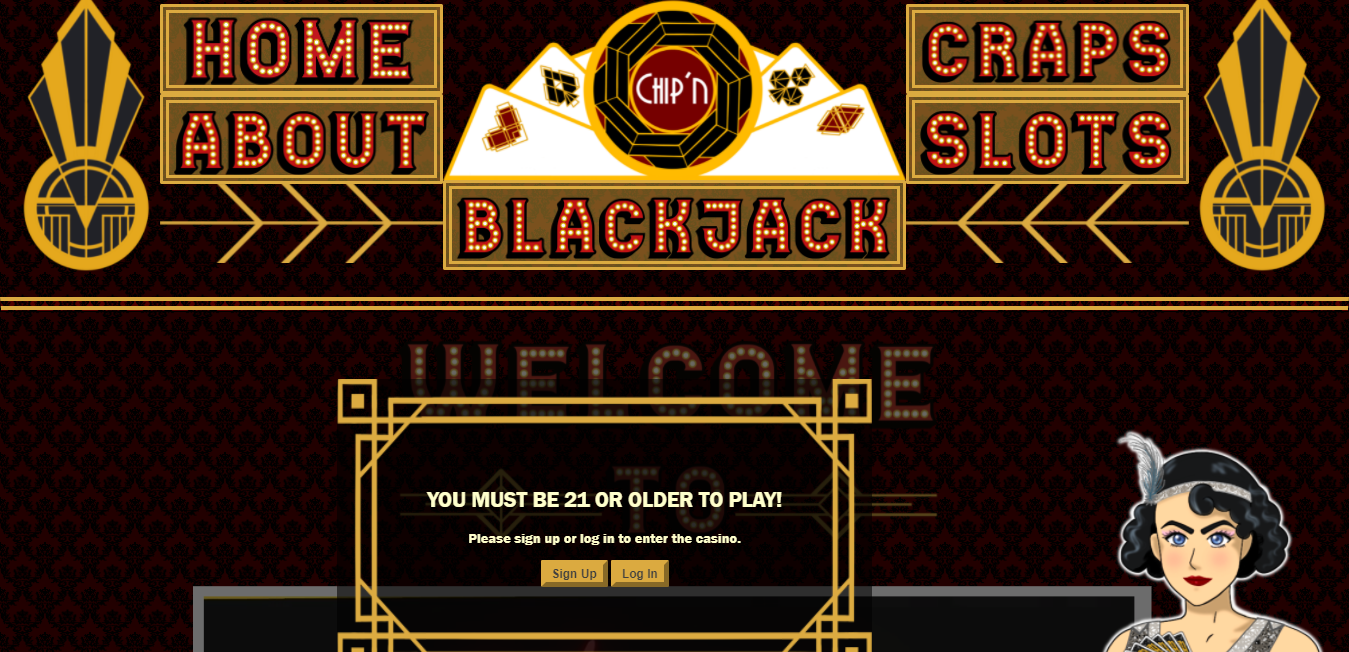 HOME
ABOUT
CHIP'N
BLACKJACK
CRAPS
SLOTS
WELCOME
TO
YOU MUST BE 21 OR OLDER TO PLAY!
Please sign up or log in to enter the casino.
Sign Up
Log In